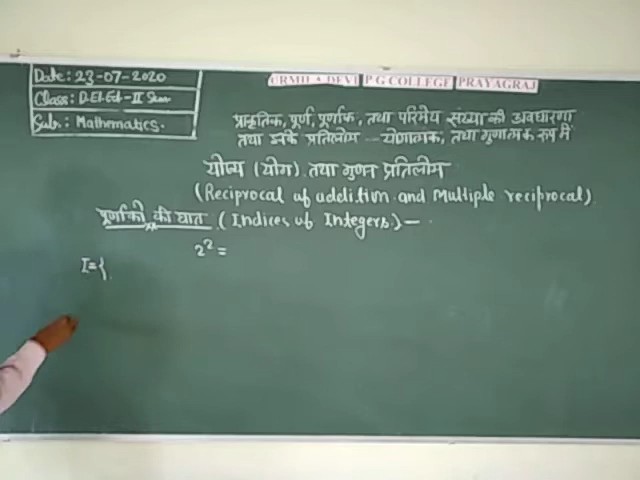 Date: 23-07-2020
Class: D.El.Ed-II Sem
Sub: Mathematics.
URMILA DEVI P G COLLEGE PRAYAGRAJ
प्राकृतिक, पूर्ण, पूर्णांक, तथा परिमेय संख्या की अवधारणा
तथा इनके प्रतिलोम - योगात्मक, तथा गुणात्मक रूप में
योज्य (योग) तथा गुणन प्रतिलोम
(Reciprocal of addition and Multiple reciprocal)
पूर्णांको की घात (Indices of Integers) —
2² =
I={